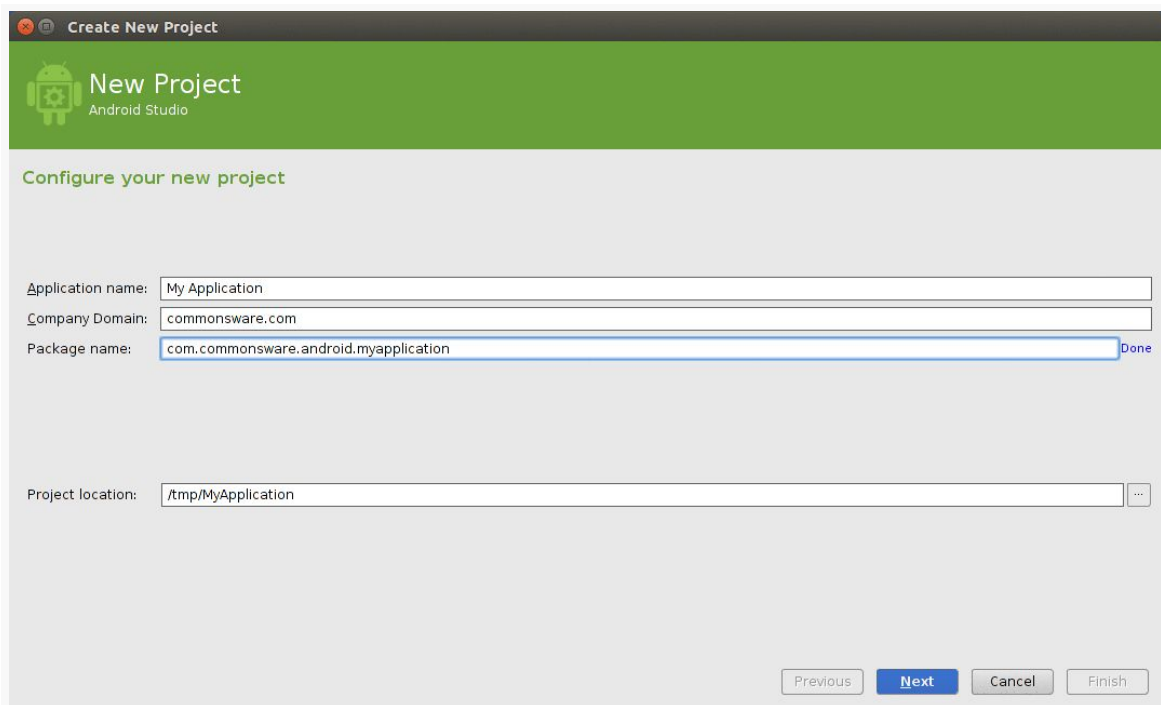 Create New Project
New Project
Android Studio
Configure your new project
Application name: My Application
Company Domain: commonsware.com
Package name: com.commonsware.android.myapplication Done
Project location: /tmp/MyApplication ...
Previous Next Cancel Finish